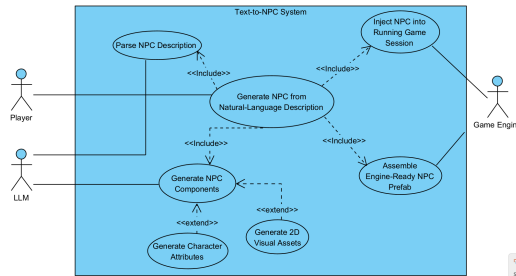 Text-to-NPC System
Parse NPC Description
Inject NPC into
Running Game
Session
<<Include>>
<<Include>>
Generate NPC from
Natural-Language Description
Player
Game Engin
<<Include>>
<<Include>>
Generate NPC
Components
Assemble
Engine-Ready NPC
Prefab
LLM
<<extend>>
<<extend>>
Generate 2D
Visual Assets
Generate Character
Attributes